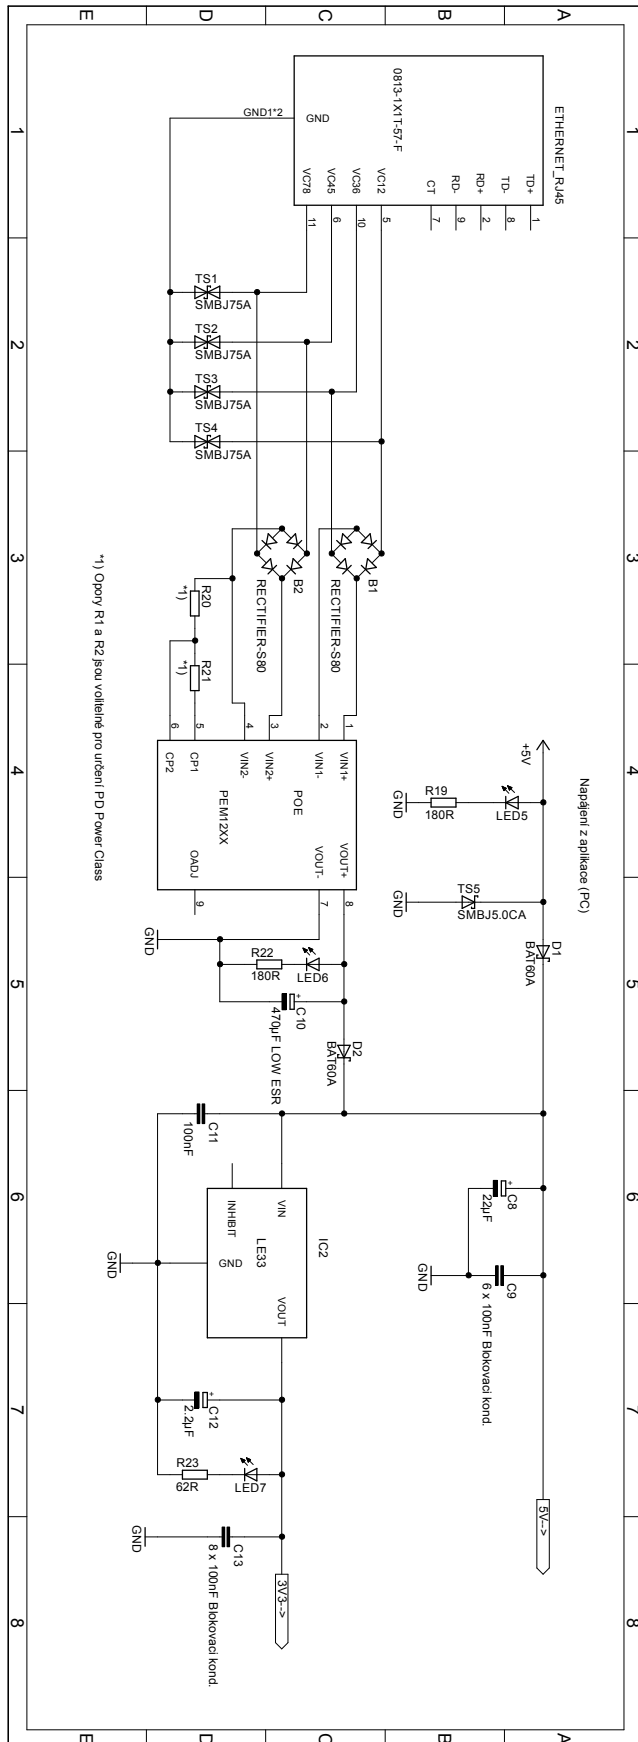 E D C B A
1
2
3
4
5
6
7
8
ETHERNET_RJ45
0813-1X1T-57-F
GND
GND1*2
VC78
VC45
VC36
VC12
CT
RD-
RD+
TD-
TD+
11
6
10
5
7
9
2
8
1
TS1
SMBJ75A
TS2
SMBJ75A
TS3
SMBJ75A
TS4
SMBJ75A
B1
RECTIFIER-S80
B2
RECTIFIER-S80
R20
*1)
R21
*1)
*1) Opory R1 a R2 jsou volitelné pro určení PD Power Class
6
5
4
3
2
1
CP2
CP1
VIN2-
VIN2+
VIN1-
VIN1+
POE
PEM12XX
OADJ
VOUT-
VOUT+
9
7
8
GND
+5V
Napájení z aplikace (PC)
R19
180R
LED5
GND
TS5
SMBJ5.0CA
GND
D1
BAT60A
R22
180R
LED6
C10
+
470µF LOW ESR
D2
BAT60A
C11
100nF
IC2
VIN
INHIBIT
LE33
GND
VOUT
GND
C8
+
22µF
C9
6 x 100nF Blokovaci kond.
GND
C12
+
2.2µF
R23
62R
LED7
C13
8 x 100nF Blokovaci kond.
GND
5V-->
3V3-->
E D C B A